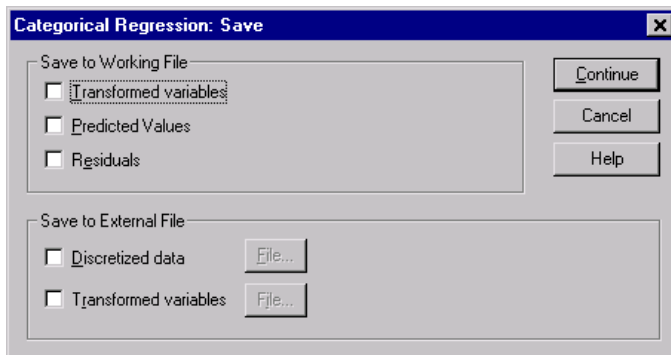 Categorical Regression: Save
Save to Working File
Transformed variables
Predicted Values
Residuals
Continue
Cancel
Help
Save to External File
Discretized data
File...
Transformed variables
File...